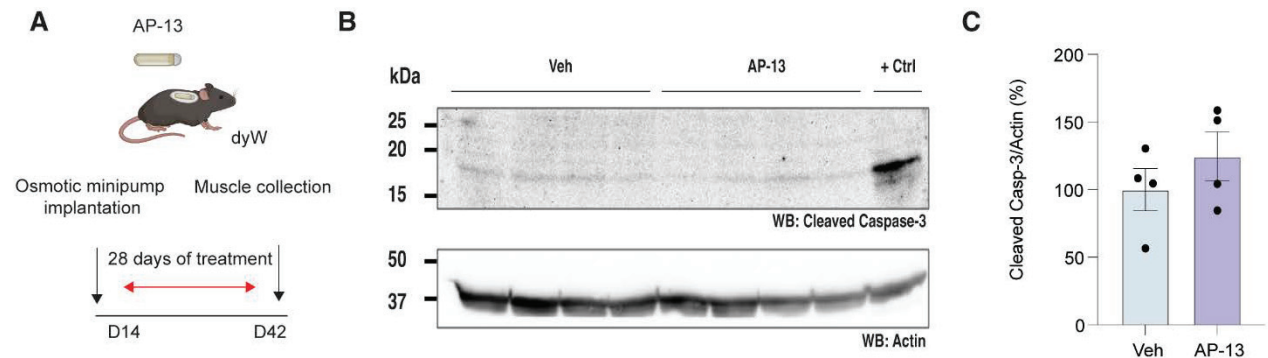 A
AP-13
dyW
Osmotic minipump
implantation
Muscle collection
28 days of treatment
D14
D42
B
kDa
Veh
AP-13
+ Ctrl
25
20
15
WB: Cleaved Caspase-3
50
37
WB: Actin
C
Cleaved Casp-3/Actin (%)
200
150
100
50
0
Veh
AP-13